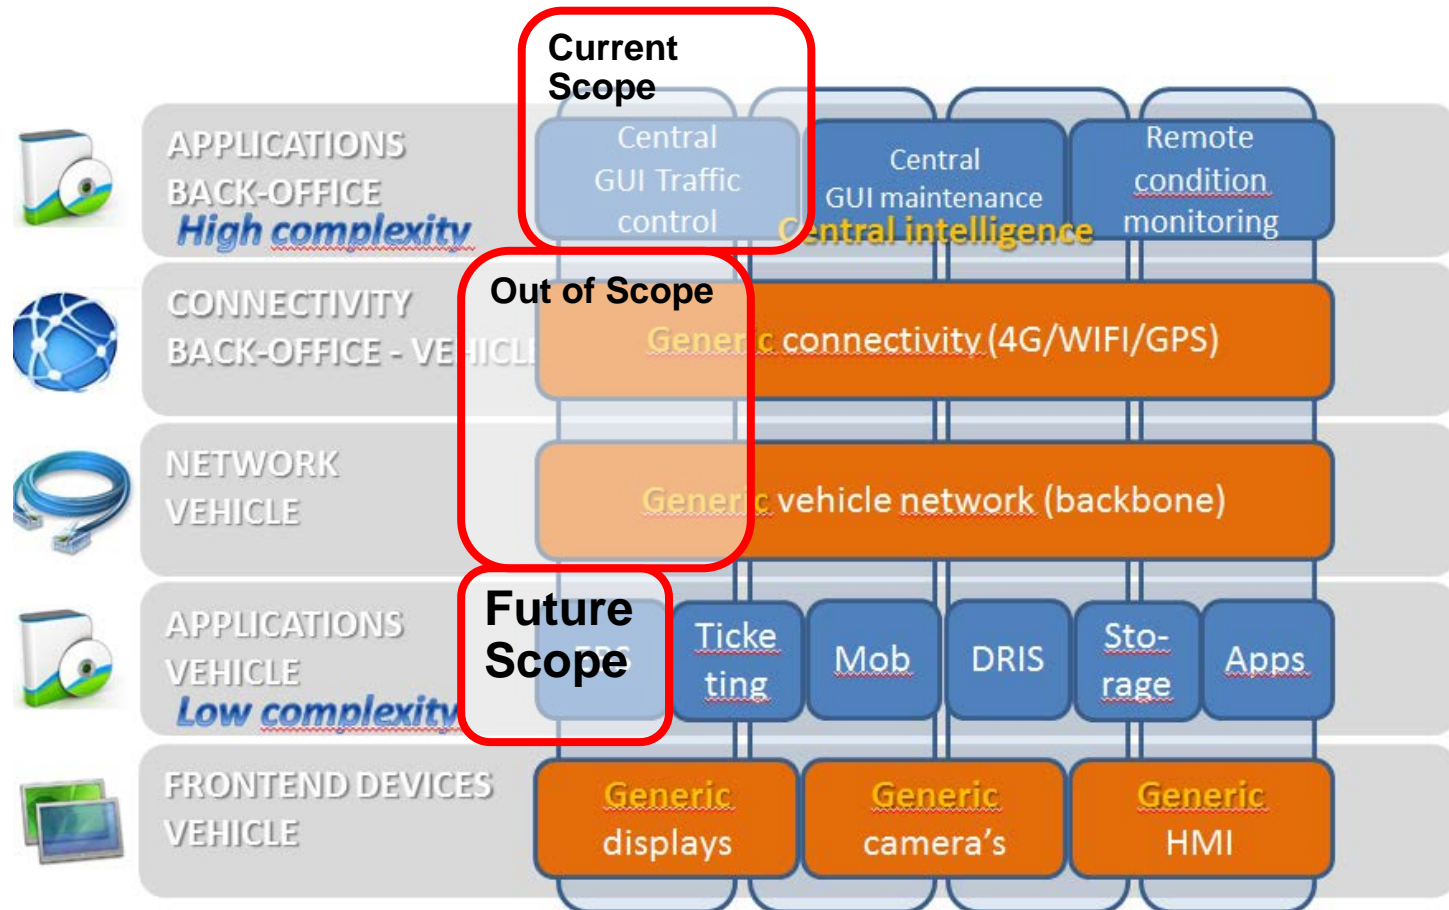 Current
Scope
APPLICATIONS
BACK-OFFICE
High complexity
Central
GUI Traffic
control
Central
GUI maintenance
Remote
condition
monitoring
Central intelligence
Out of Scope
CONNECTIVITY
BACK-OFFICE - VEHICLE
Generic connectivity (4G/WIFI/GPS)
NETWORK
VEHICLE
Generic vehicle network (backbone)
Future
Scope
APPLICATIONS
VEHICLE
Low complexity
Ticke
ting
Mob
DRIS
Sto-
rage
Apps
FRONTEND DEVICES
VEHICLE
Generic
displays
Generic
camera's
Generic
HMI